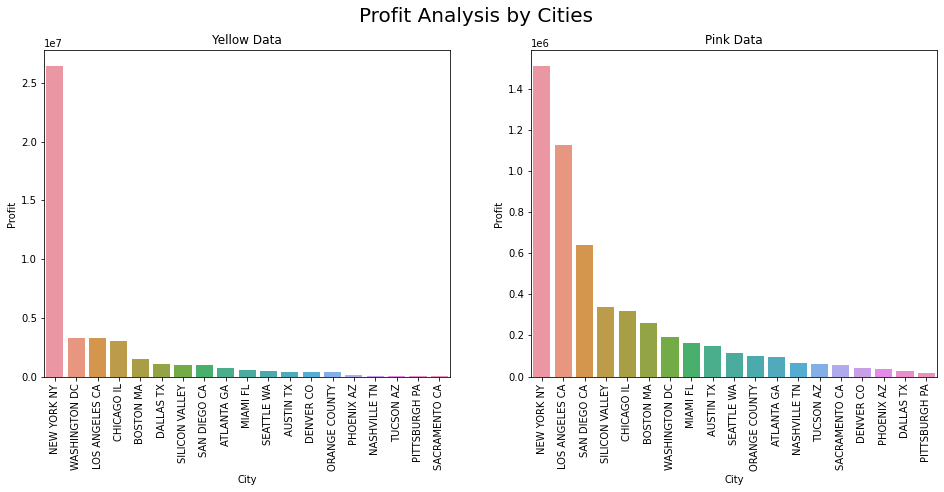 Profit Analysis by Cities
Yellow Data
1e7
2.5
2.0
1.5
1.0
0.5
0.0
Profit
NEW YORK NY
WASHINGTON DC
LOS ANGELES CA
CHICAGO IL
BOSTON MA
DALLAS TX
SILICON VALLEY
SAN DIEGO CA
ATLANTA GA
MIAMI FL
SEATTLE WA
AUSTIN TX
DENVER CO
ORANGE COUNTY
PHOENIX AZ
NASHVILLE TN
TUCSON AZ
PITTSBURGH PA
SACRAMENTO CA
City
Pink Data
1e6
1.4
1.2
1.0
0.8
0.6
0.4
0.2
0.0
Profit
NEW YORK NY
LOS ANGELES CA
SAN DIEGO CA
SILICON VALLEY
CHICAGO IL
BOSTON MA
WASHINGTON DC
MIAMI FL
AUSTIN TX
SEATTLE WA
ORANGE COUNTY
ATLANTA GA
NASHVILLE TN
TUCSON AZ
SACRAMENTO CA
DENVER CO
PHOENIX AZ
DALLAS TX
PITTSBURGH PA
City